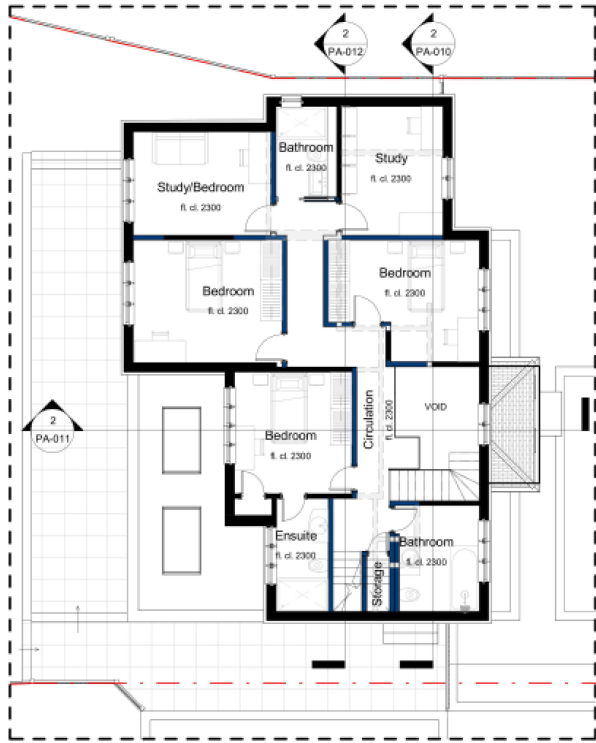 2
PA-012
2
PA-010
Bathroom
fl. cl. 2300
Study
fl. cl. 2300
Study/Bedroom
fl. cl. 2300
Bedroom
fl. cl. 2300
Bedroom
fl. cl. 2300
Circulation
fl. cl. 2300
VOID
2
PA-011
Bedroom
fl. cl. 2300
Ensuite
fl. cl. 2300
Storage
Bathroom
fl. cl. 2300